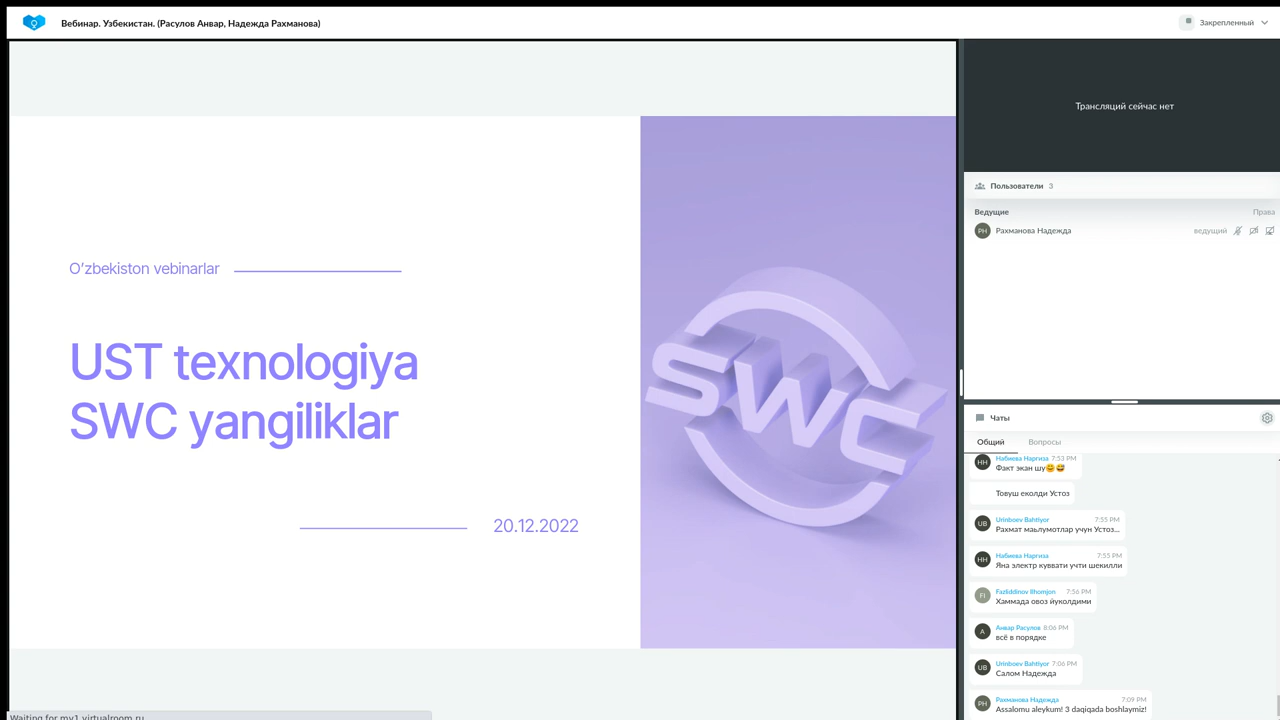 Вебинар. Узбекистан. (Расулов Анвар, Надежда Рахманова)
Закрепленный
Трансляций сейчас нет
Пользователи 3
Ведущие Права
РН Рахманова Надежда ведущий
O'zbekiston vebinarlar
UST texnologiya
SWC yangiliklar
20.12.2022
SWC
Чаты
Общий Вопросы
НН Набиева Наргиза 7:53 PM
Факт экан шу🤗😅
Товуш еколди Устоз
UB Urinboev Bahtiyor 7:55 PM
Рахмат маьлумотлар учун Устоз...
НН Набиева Наргиза 7:55 PM
Яна электр куввати учти шекилли
FI Fazliddinov Ilhomjon 7:56 PM
Хаммада овоз йуколдими
А Анвар Расулов 8:06 PM
всё в порядке
UB Urinboev Bahtiyor 7:06 PM
Салом Надежда
РН Рахманова Надежда 7:09 PM
Assalomu aleykum! 3 daqiqada boshlaymiz!
Waiting for my1.virtualroom.ru...